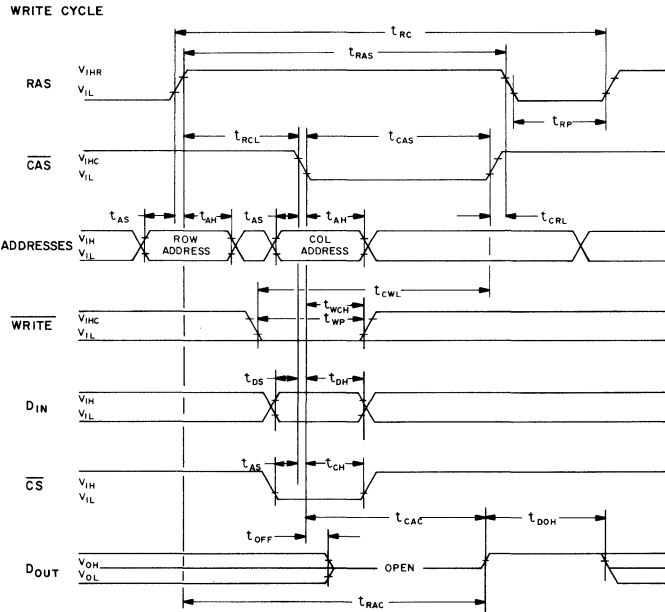 WRITE CYCLE
tRC
tRAS
RAS VIHR
VIL
tRP
tRCL tCAS
CAS VIHC
VIL
tAS tAH tAS tAH tCRL
ADDRESSES VIH
VIL
ROW ADDRESS
COL ADDRESS
tCWL
tWCH
tWP
WRITE VIHC
VIL
tDS tDH
DIN VIH
VIL
tAS tCH
CS VIH
VIL
tCAC tDOH
tOFF
DOUT VOH
VOL
OPEN
tRAC